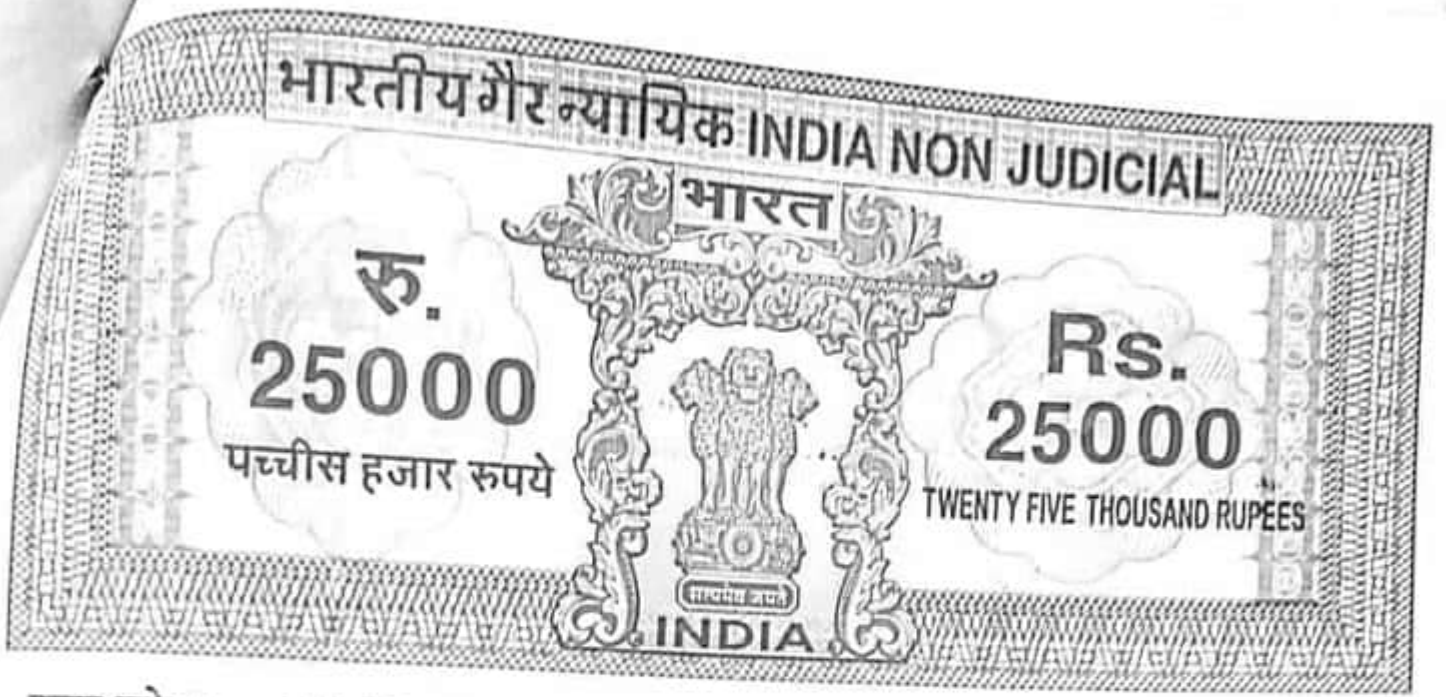 भारतीय गैर न्यायिक INDIA NON JUDICIAL
भारत
रु.
25000
पच्चीस हजार रुपये
Rs.
25000
TWENTY FIVE THOUSAND RUPEES
सत्यमेव जयते
INDIA